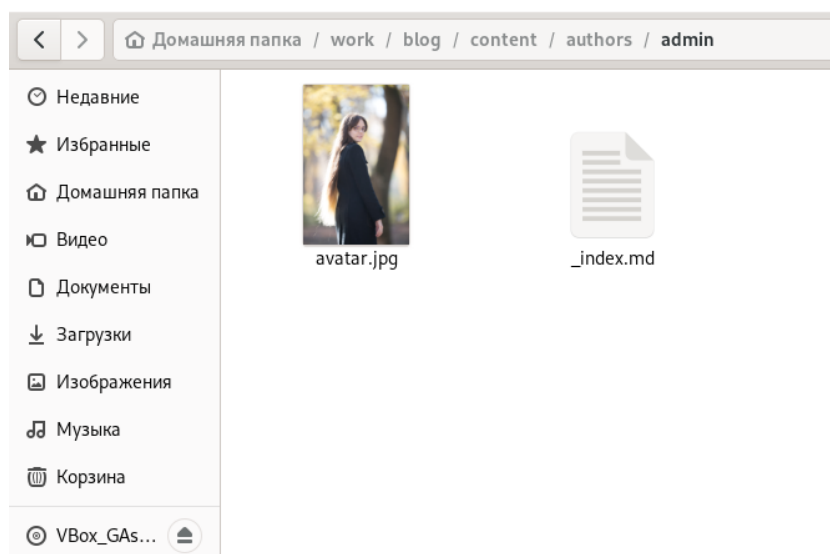 Домашняя папка / work / blog / content / authors / admin
Недавние
Избранные
Домашняя папка
Видео
Документы
Загрузки
Изображения
Музыка
Корзина
VBox_GAs...
avatar.jpg
_index.md